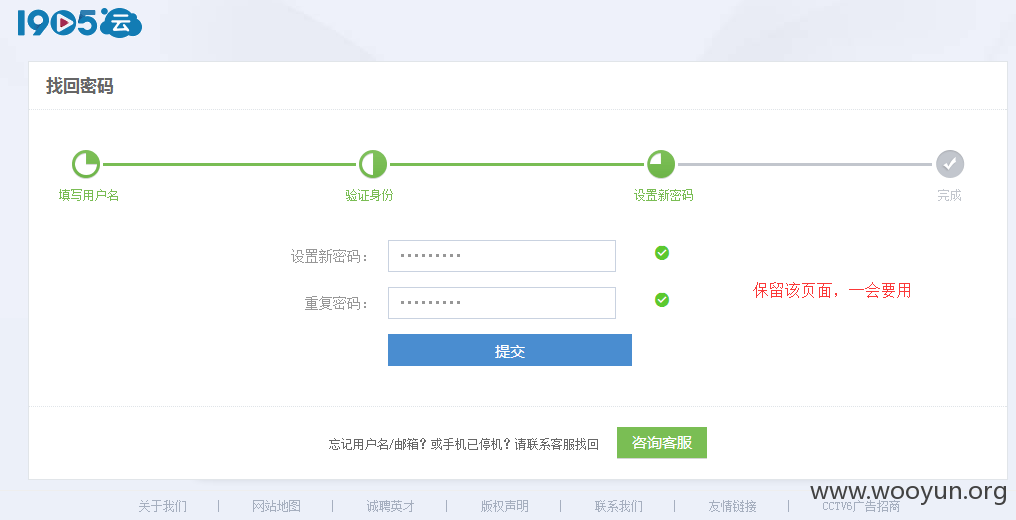 1905云
找回密码
填写用户名
验证身份
设置新密码
完成
设置新密码：
•••••••••
重复密码：
•••••••••
保留该页面，一会要用
提交
忘记用户名/邮箱？或手机已停机？请联系客服找回
咨询客服
www.wooyun.org
关于我们 | 网站地图 | 诚聘英才 | 版权声明 | 联系我们 | 友情链接 | CCTV6广告招商